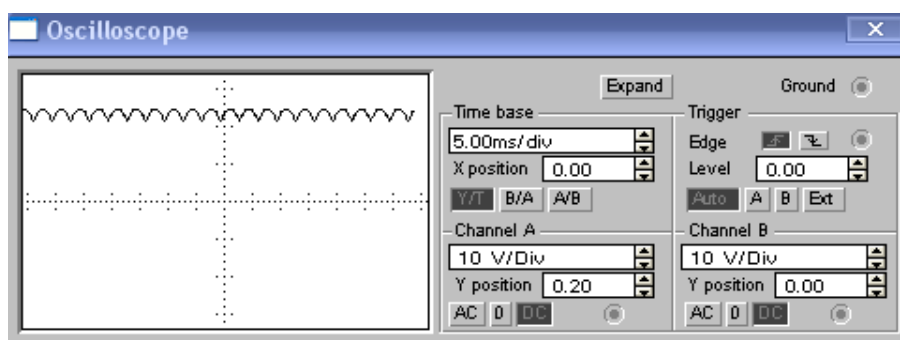 Oscilloscope
Expand
Ground
Time base
5.00ms/div
X position 0.00
Y/T B/A A/B
Trigger
Edge
Level 0.00
Auto A B Ext
Channel A
10 V/Div
Y position 0.20
AC 0 DC
Channel B
10 V/Div
Y position 0.00
AC 0 DC